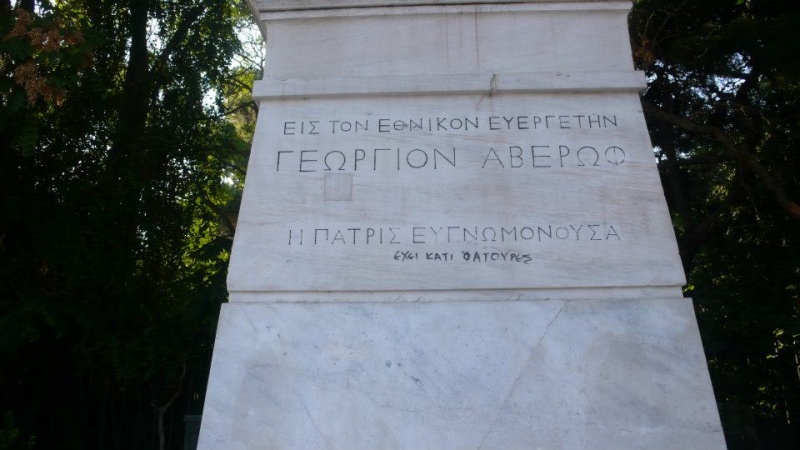 ΕΙΣ ΤΟΝ ΕΘΝΙΚΟΝ ΕΥΕΡΓΕΤΗΝ
ΓΕΩΡΓΙΟΝ ΑΒΕΡΩΦ
Η ΠΑΤΡΙΣ ΕΥΓΝΩΜΟΝΟΥΣΑ
ΕΧΕΙ ΚΑΤΙ ΦΑΤΟΥΡΕΣ